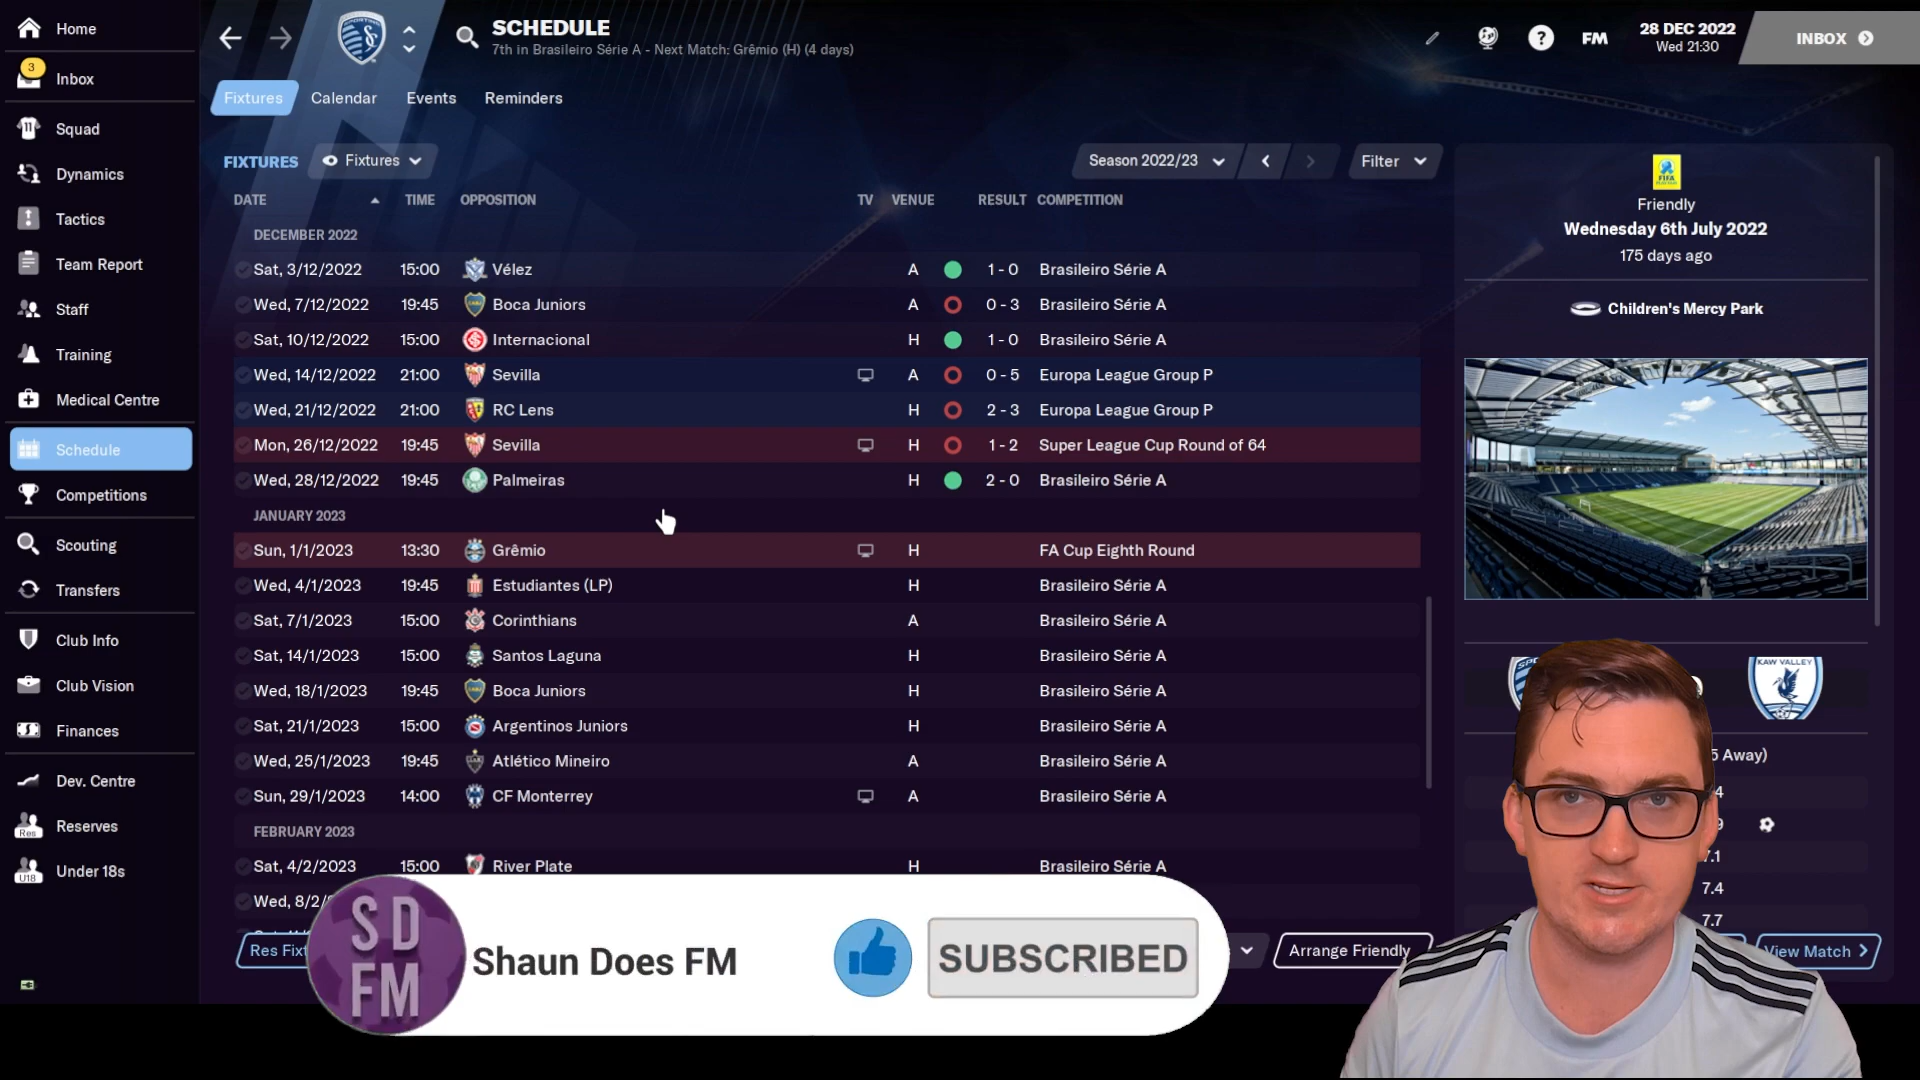 Home
3
Inbox
Squad
Dynamics
Tactics
Team Report
Staff
Training
Medical Centre
Schedule
Competitions
Scouting
Transfers
Club Info
Club Vision
Finances
Dev. Centre
Res
Reserves
U18
Under 18s
SCHEDULE
7th in Brasileiro Série A - Next Match: Grêmio (H) (4 days)
? FM
28 DEC 2022
Wed 21:30
INBOX
Fixtures Calendar Events Reminders
FIXTURES Fixtures Season 2022/23 Filter
DATE TIME OPPOSITION TV VENUE RESULT COMPETITION
DECEMBER 2022
Sat, 3/12/2022 15:00 Vélez A 1 - 0 Brasileiro Série A
Wed, 7/12/2022 19:45 Boca Juniors A 0 - 3 Brasileiro Série A
Sat, 10/12/2022 15:00 Internacional H 1 - 0 Brasileiro Série A
Wed, 14/12/2022 21:00 Sevilla A 0 - 5 Europa League Group P
Wed, 21/12/2022 21:00 RC Lens H 2 - 3 Europa League Group P
Mon, 26/12/2022 19:45 Sevilla H 1 - 2 Super League Cup Round of 64
Wed, 28/12/2022 19:45 Palmeiras H 2 - 0 Brasileiro Série A
JANUARY 2023
Sun, 1/1/2023 13:30 Grêmio H FA Cup Eighth Round
Wed, 4/1/2023 19:45 Estudiantes (LP) H Brasileiro Série A
Sat, 7/1/2023 15:00 Corinthians A Brasileiro Série A
Sat, 14/1/2023 15:00 Santos Laguna H Brasileiro Série A
Wed, 18/1/2023 19:45 Boca Juniors H Brasileiro Série A
Sat, 21/1/2023 15:00 Argentinos Juniors H Brasileiro Série A
Wed, 25/1/2023 19:45 Atlético Mineiro A Brasileiro Série A
Sun, 29/1/2023 14:00 CF Monterrey A Brasileiro Série A
FEBRUARY 2023
Sat, 4/2/2023 15:00 River Plate H Brasileiro Série A
Wed, 8/2/
Res Fixt
Arrange Friendly
View Match
FIFA
Friendly
Wednesday 6th July 2022
175 days ago
Children's Mercy Park
KAW VALLEY
5 Away)
4
9
7.1
7.4
7.7
SD
FM
Shaun Does FM
SUBSCRIBED